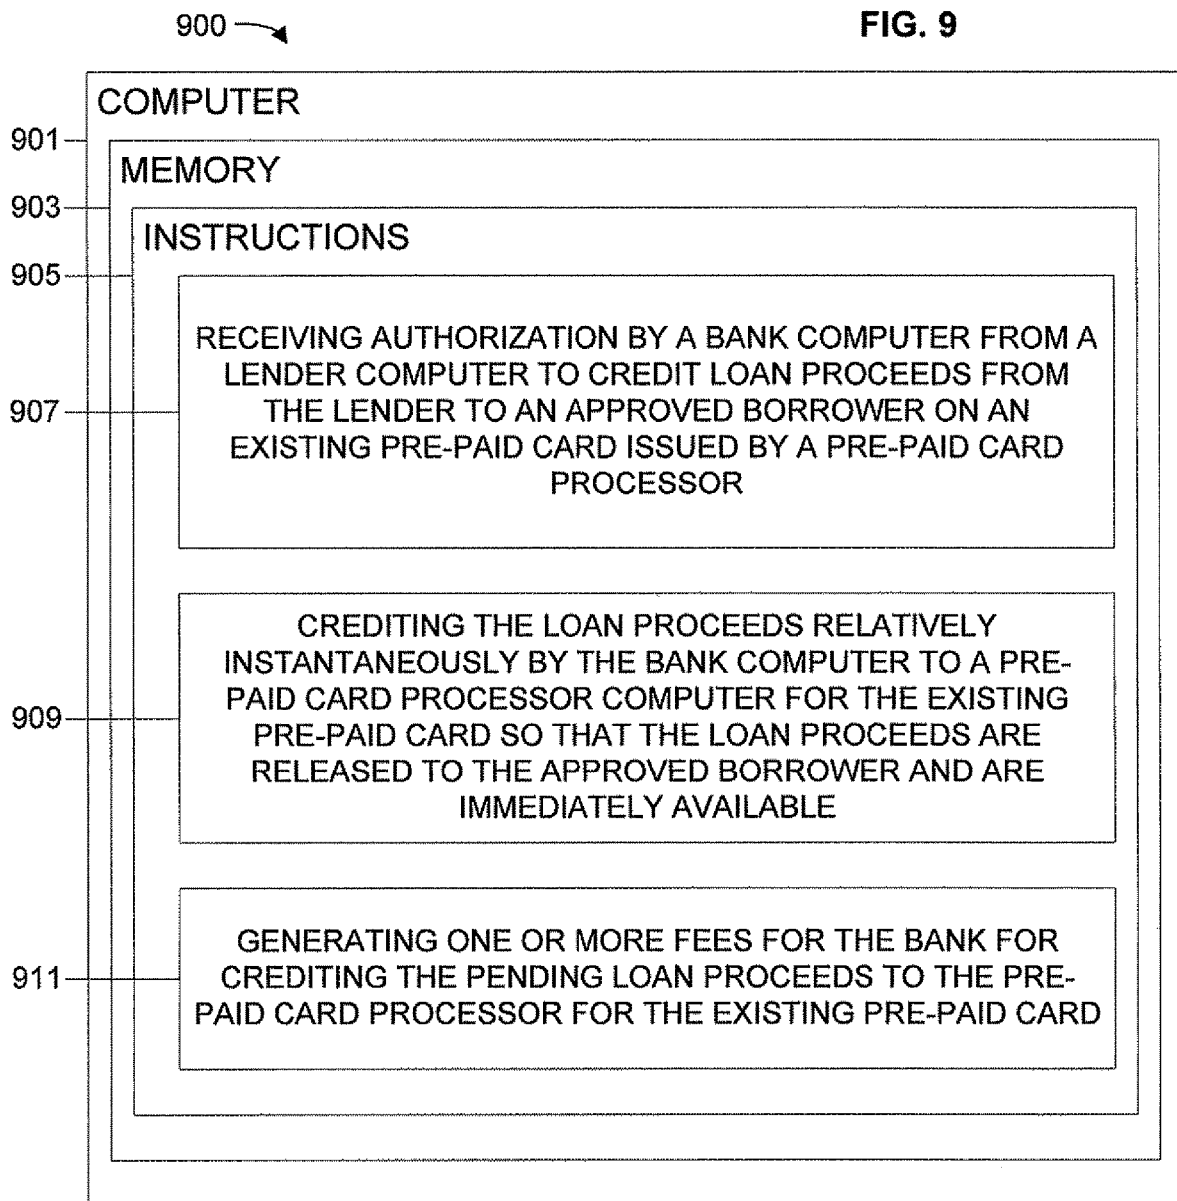 900
FIG. 9
COMPUTER
901
MEMORY
903
INSTRUCTIONS
905
RECEIVING AUTHORIZATION BY A BANK COMPUTER FROM A
LENDER COMPUTER TO CREDIT LOAN PROCEEDS FROM
907
THE LENDER TO AN APPROVED BORROWER ON AN
EXISTING PRE-PAID CARD ISSUED BY A PRE-PAID CARD
PROCESSOR
CREDITING THE LOAN PROCEEDS RELATIVELY
INSTANTANEOUSLY BY THE BANK COMPUTER TO A PRE-
PAID CARD PROCESSOR COMPUTER FOR THE EXISTING
909
PRE-PAID CARD SO THAT THE LOAN PROCEEDS ARE
RELEASED TO THE APPROVED BORROWER AND ARE
IMMEDIATELY AVAILABLE
GENERATING ONE OR MORE FEES FOR THE BANK FOR
911
CREDITING THE PENDING LOAN PROCEEDS TO THE PRE-
PAID CARD PROCESSOR FOR THE EXISTING PRE-PAID CARD